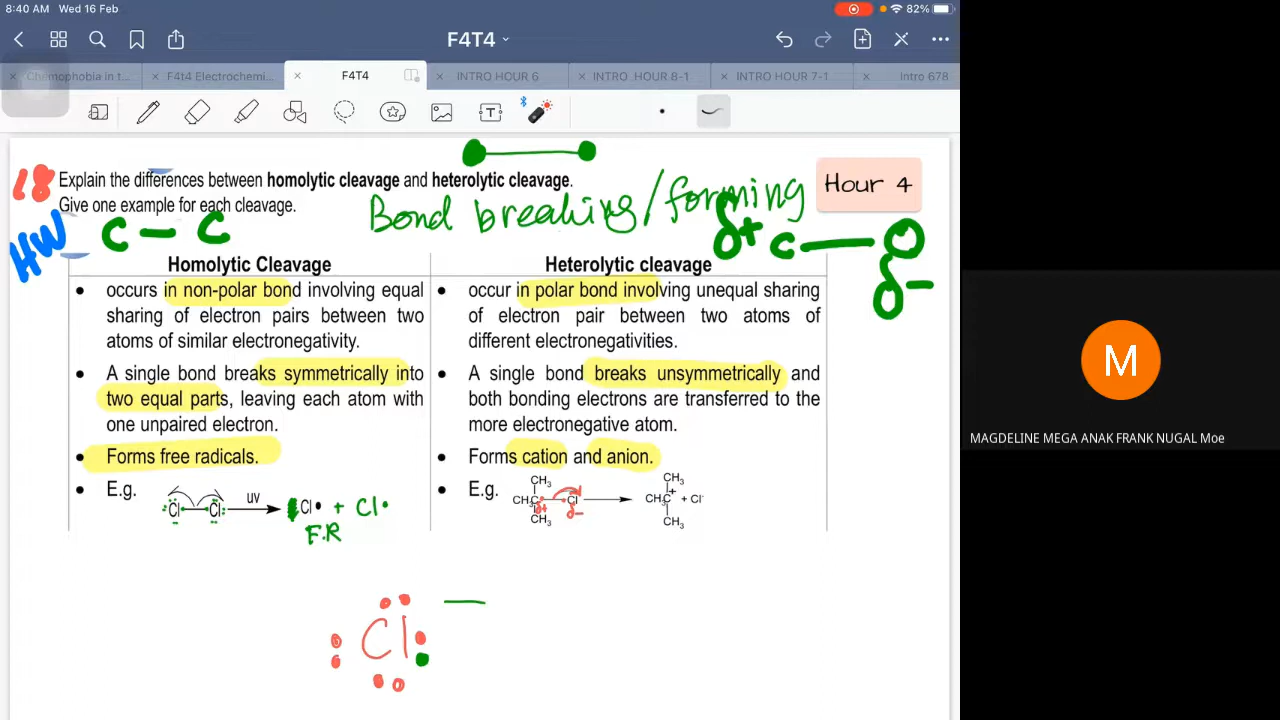 8:40 AM Wed 16 Feb
82%
F4T4
Chemophobia in t...
F4t4 Electrochemi...
F4T4
INTRO HOUR 6
INTRO HOUR 8-1
INTRO HOUR 7-1
Intro 678
18
Explain the differences between homolytic cleavage and heterolytic cleavage.
Give one example for each cleavage.
Hour 4
Bond breaking/forming
HW
C — C
δ+ C — O δ-
Homolytic Cleavage
• occurs in non-polar bond involving equal
sharing of electron pairs between two
atoms of similar electronegativity.
• A single bond breaks symmetrically into
two equal parts, leaving each atom with
one unpaired electron.
• Forms free radicals.
• E.g.
Cl—Cl: uv Cl• + Cl•
F.R
Heterolytic cleavage
• occur in polar bond involving unequal sharing
of electron pair between two atoms of
different electronegativities.
• A single bond breaks unsymmetrically and
both bonding electrons are transferred to the
more electronegative atom.
• Forms cation and anion.
• E.g.
CH3 CH3
CH3C—Cl CH3C+ + Cl-
δ+ δ-
CH3 CH3
Cl —
M
MAGDELINE MEGA ANAK FRANK NUGAL Moe